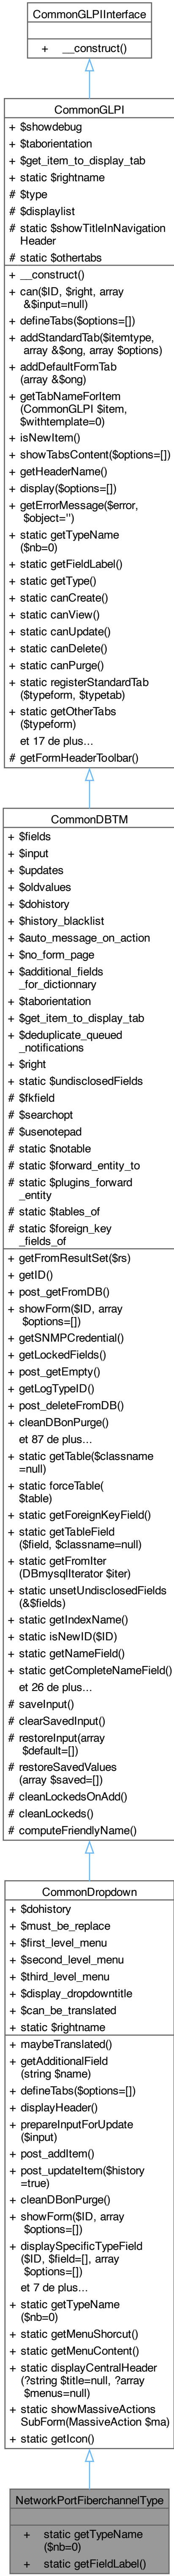 CommonGLPIInterface
+ __construct()
CommonGLPI
+ $showdebug
+ $taborientation
+ $get_item_to_display_tab
+ static $rightname
# $type
# $displaylist
# static $showTitleInNavigation
Header
# static $othertabs
+ __construct()
+ can($ID, $right, array
&$input=null)
+ defineTabs($options=[])
+ addStandardTab($itemtype,
array &$ong, array $options)
+ addDefaultFormTab
(array &$ong)
+ getTabNameForItem
(CommonGLPI $item,
$withtemplate=0)
+ isNewItem()
+ showTabsContent($options=[])
+ getHeaderName()
+ display($options=[])
+ getErrorMessage($error,
$object='')
+ static getTypeName
($nb=0)
+ static getFieldLabel()
+ static getType()
+ static canCreate()
+ static canView()
+ static canUpdate()
+ static canDelete()
+ static canPurge()
+ static registerStandardTab
($typeform, $typetab)
+ static getOtherTabs
($typeform)
et 17 de plus...
# getFormHeaderToolbar()
CommonDBTM
+ $fields
+ $input
+ $updates
+ $oldvalues
+ $dohistory
+ $history_blacklist
+ $auto_message_on_action
+ $no_form_page
+ $additional_fields
_for_dictionnary
+ $taborientation
+ $get_item_to_display_tab
+ $deduplicate_queued
_notifications
+ $right
+ static $undisclosedFields
# $fkfield
# $searchopt
# $usenotepad
# static $notable
# static $forward_entity_to
# static $plugins_forward
_entity
# static $tables_of
# static $foreign_key
_fields_of
+ getFromResultSet($rs)
+ getID()
+ post_getFromDB()
+ showForm($ID, array
$options=[])
+ getSNMPCredential()
+ getLockedFields()
+ post_getEmpty()
+ getLogTypeID()
+ post_deleteFromDB()
+ cleanDBonPurge()
et 87 de plus...
+ static getTable($classname
=null)
+ static forceTable(
$table)
+ static getForeignKeyField()
+ static getTableField
($field, $classname=null)
+ static getFromIter
(DBmysqlIterator $iter)
+ static unsetUndisclosedFields
(&$fields)
+ static getIndexName()
+ static isNewID($ID)
+ static getNameField()
+ static getCompleteNameField()
et 26 de plus...
# saveInput()
# clearSavedInput()
# restoreInput(array
$default=[])
# restoreSavedValues
(array $saved=[])
# cleanLockedsOnAdd()
# cleanLockeds()
# computeFriendlyName()
CommonDropdown
+ $dohistory
+ $must_be_replace
+ $first_level_menu
+ $second_level_menu
+ $third_level_menu
+ $display_dropdowntitle
+ $can_be_translated
+ static $rightname
+ maybeTranslated()
+ getAdditionalField
(string $name)
+ defineTabs($options=[])
+ displayHeader()
+ prepareInputForUpdate
($input)
+ post_addItem()
+ post_updateItem($history
=true)
+ cleanDBonPurge()
+ showForm($ID, array
$options=[])
+ displaySpecificTypeField
($ID, $field=[], array
$options=[])
et 7 de plus...
+ static getTypeName
($nb=0)
+ static getMenuShorcut()
+ static getMenuContent()
+ static displayCentralHeader
(?string $title=null, ?array
$menus=null)
+ static showMassiveActions
SubForm(MassiveAction $ma)
+ static getIcon()
NetworkPortFiberchannelType
+ static getTypeName
($nb=0)
+ static getFieldLabel()